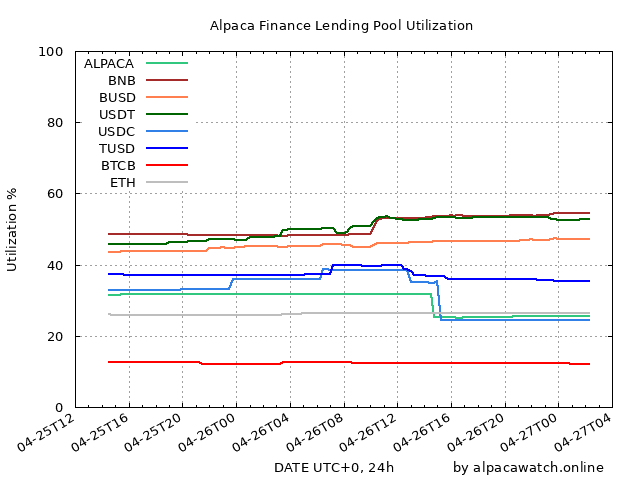 Alpaca Finance Lending Pool Utilization
100
80
60
40
20
0
Utilization %
ALPACA
BNB
BUSD
USDT
USDC
TUSD
BTCB
ETH
04-25T12
04-25T16
04-25T20
04-26T00
04-26T04
04-26T08
04-26T12
04-26T16
04-26T20
04-27T00
04-27T04
DATE UTC+0, 24h
by alpacawatch.online